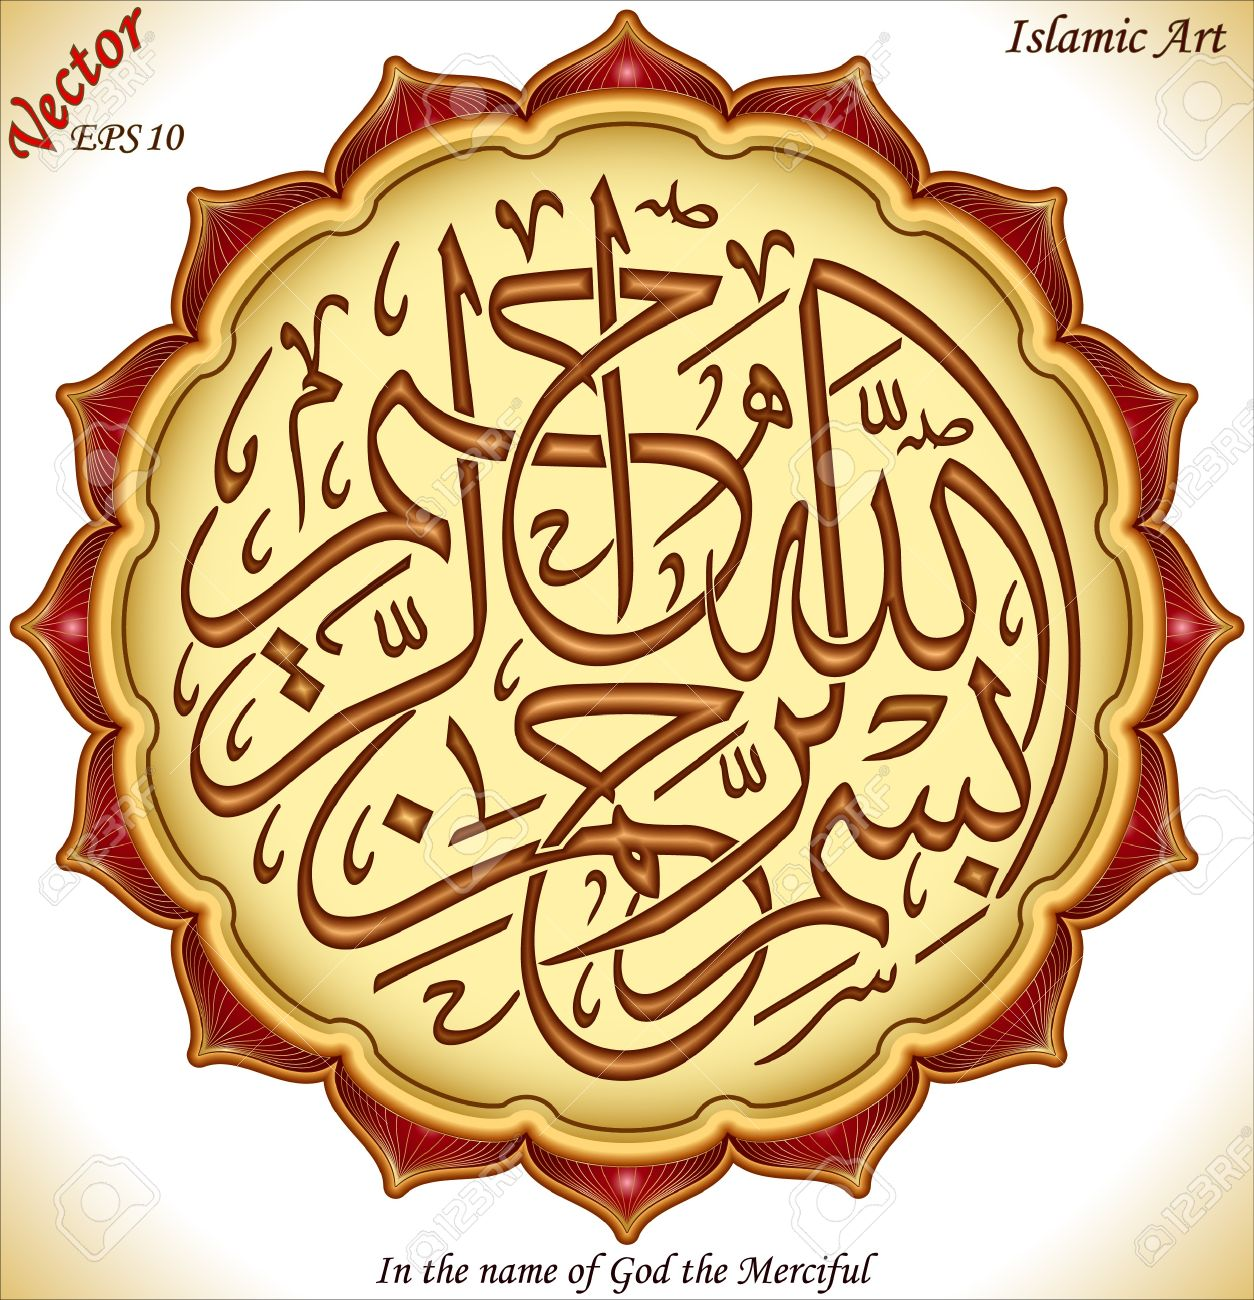 Vector
EPS 10
Islamic Art
بسم الله الرحمن الرحيم
In the name of God the Merciful